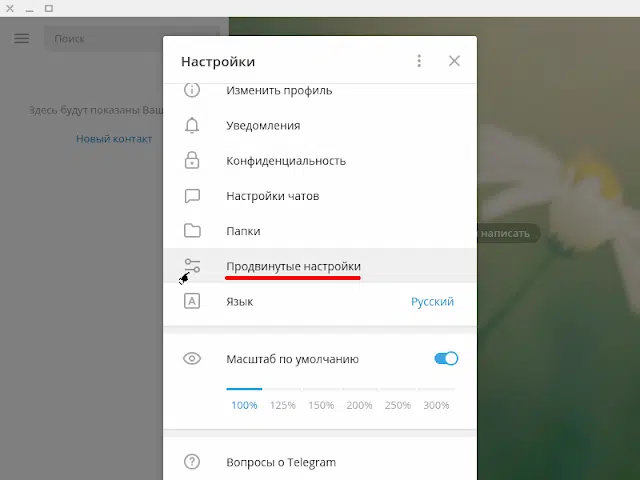 Поиск
Настройки
Изменить профиль
Здесь будут показаны Ваш
Новый контакт
Уведомления
Конфиденциальность
Настройки чатов
Папки
написать
Продвинутые настройки
Язык
Русский
A
Масштаб по умолчанию
100% 125% 150% 200% 250% 300%
Вопросы о Telegram